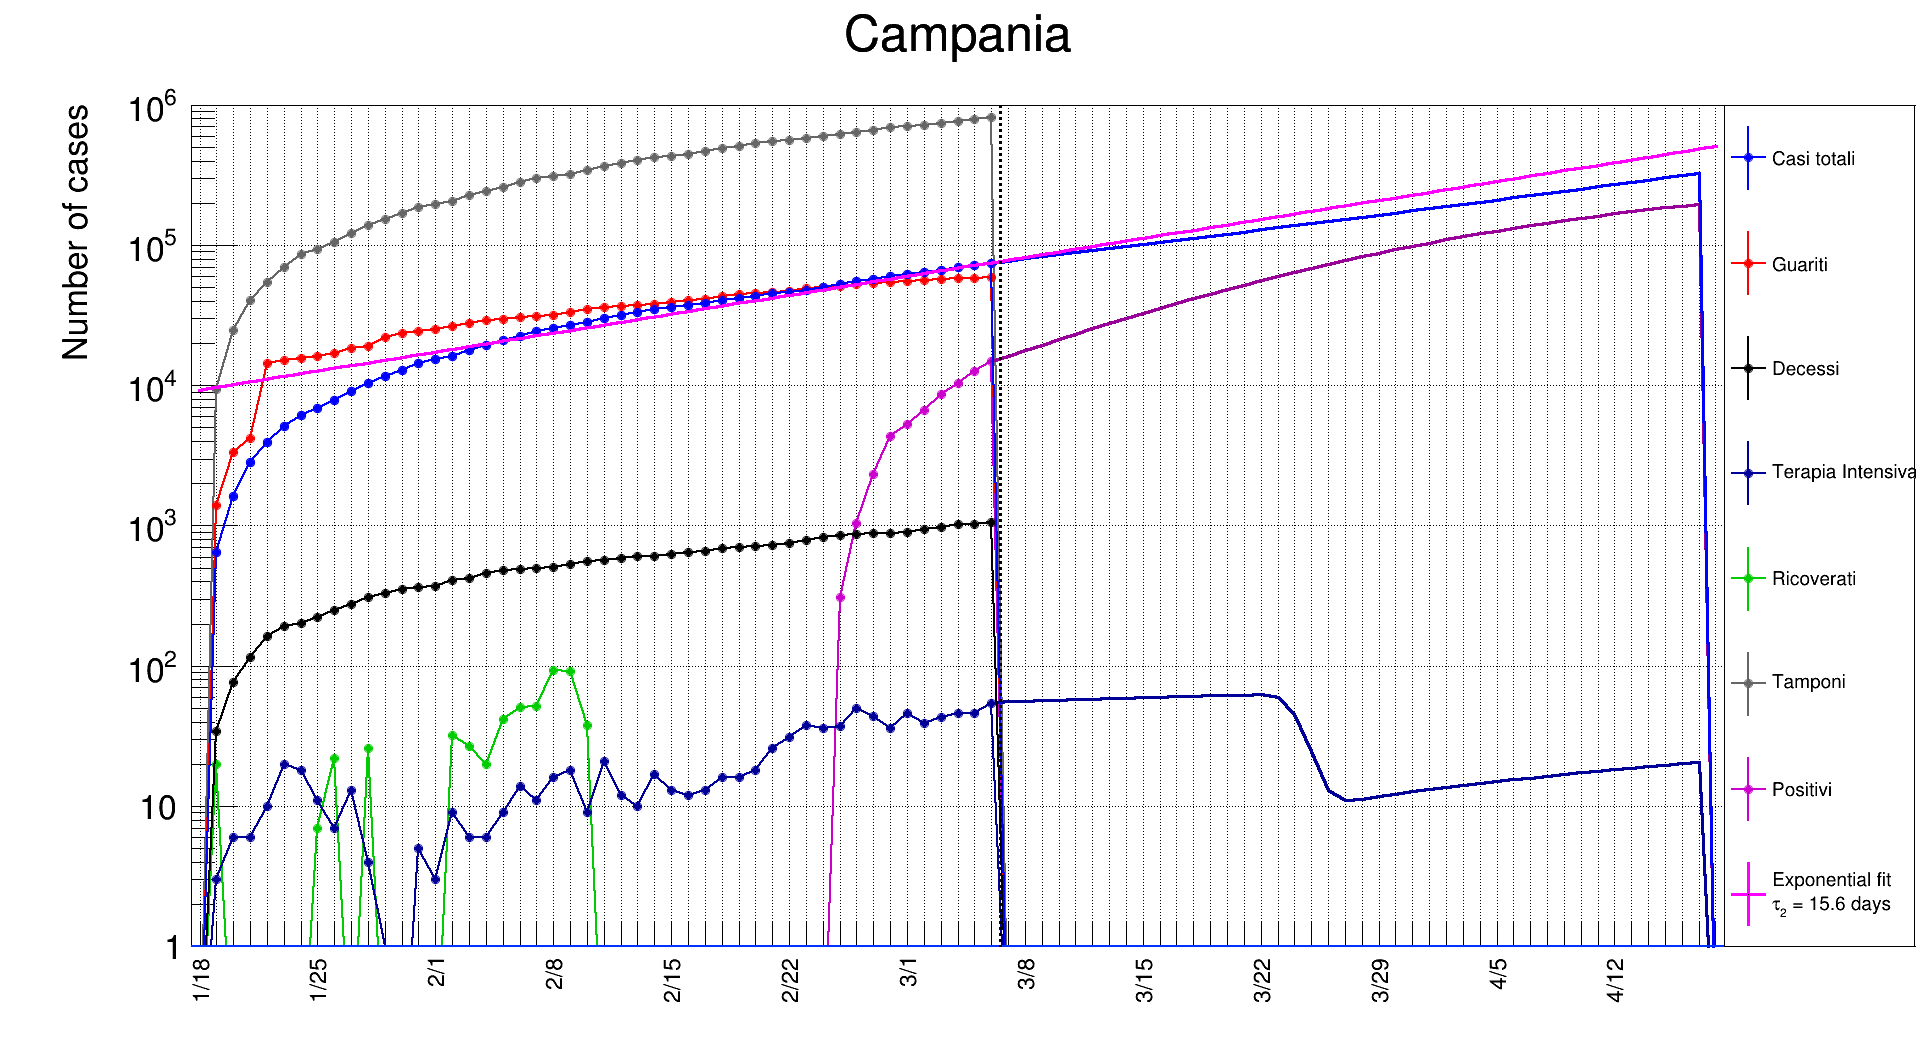 Campania
Number of cases
10^6
10^5
10^4
10^3
10^2
10
1
1/18
1/25
2/1
2/8
2/15
2/22
3/1
3/8
3/15
3/22
3/29
4/5
4/12
Casi totali
Guariti
Decessi
Terapia Intensiva
Ricoverati
Tamponi
Positivi
Exponential fit
τ₂ = 15.6 days